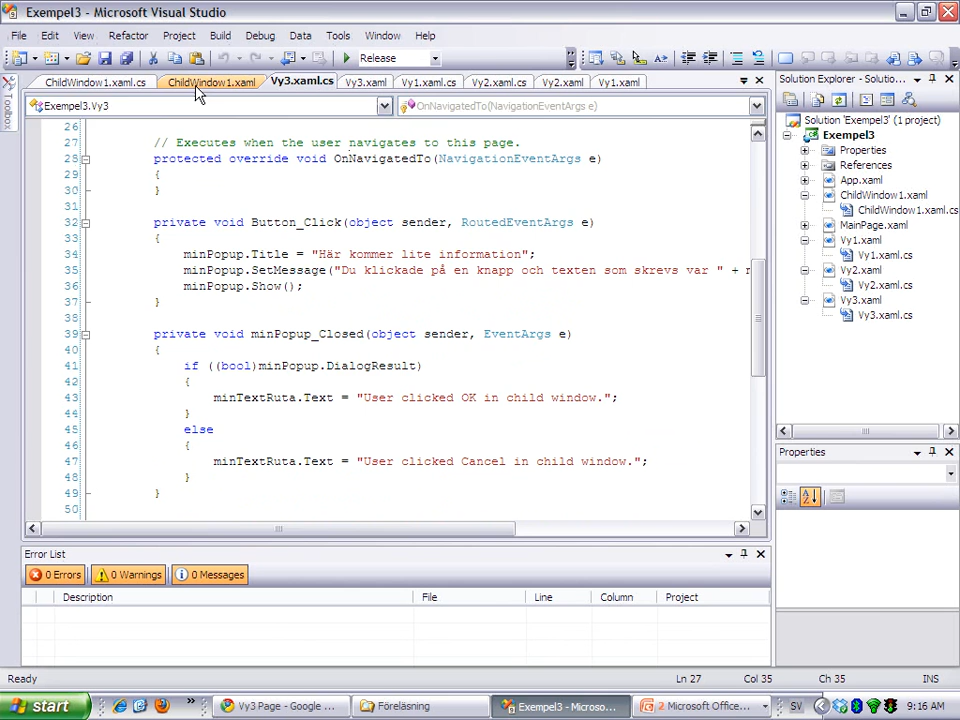 Exempel3 - Microsoft Visual Studio
File Edit View Refactor Project Build Debug Data Tools Window Help
Release
ChildWindow1.xaml.cs ChildWindow1.xaml Vy3.xaml.cs Vy3.xaml Vy1.xaml.cs Vy2.xaml.cs Vy2.xaml Vy1.xaml
Exempel3.Vy3 OnNavigatedTo(NavigationEventArgs e)
Toolbox
26
27 // Executes when the user navigates to this page.
28 protected override void OnNavigatedTo(NavigationEventArgs e)
29 {
30 }
31
32 private void Button_Click(object sender, RoutedEventArgs e)
33 {
34 minPopup.Title = "Här kommer lite information";
35 minPopup.SetMessage("Du klickade på en knapp och texten som skrevs var " +
36 minPopup.Show();
37 }
38
39 private void minPopup_Closed(object sender, EventArgs e)
40 {
41 if ((bool)minPopup.DialogResult)
42 {
43 minTextRuta.Text = "User clicked OK in child window.";
44 }
45 else
46 {
47 minTextRuta.Text = "User clicked Cancel in child window.";
48 }
49 }
50
Solution Explorer - Solutio...
Solution 'Exempel3' (1 project)
Exempel3
Properties
References
App.xaml
ChildWindow1.xaml
ChildWindow1.xaml.cs
MainPage.xaml
Vy1.xaml
Vy1.xaml.cs
Vy2.xaml
Vy2.xaml.cs
Vy3.xaml
Vy3.xaml.cs
Properties
Error List
0 Errors 0 Warnings 0 Messages
Description File Line Column Project
Ready Ln 27 Col 35 Ch 35 INS
start Vy3 Page - Google ... Föreläsning Exempel3 - Microso... 2 Microsoft Office... SV 9:16 AM